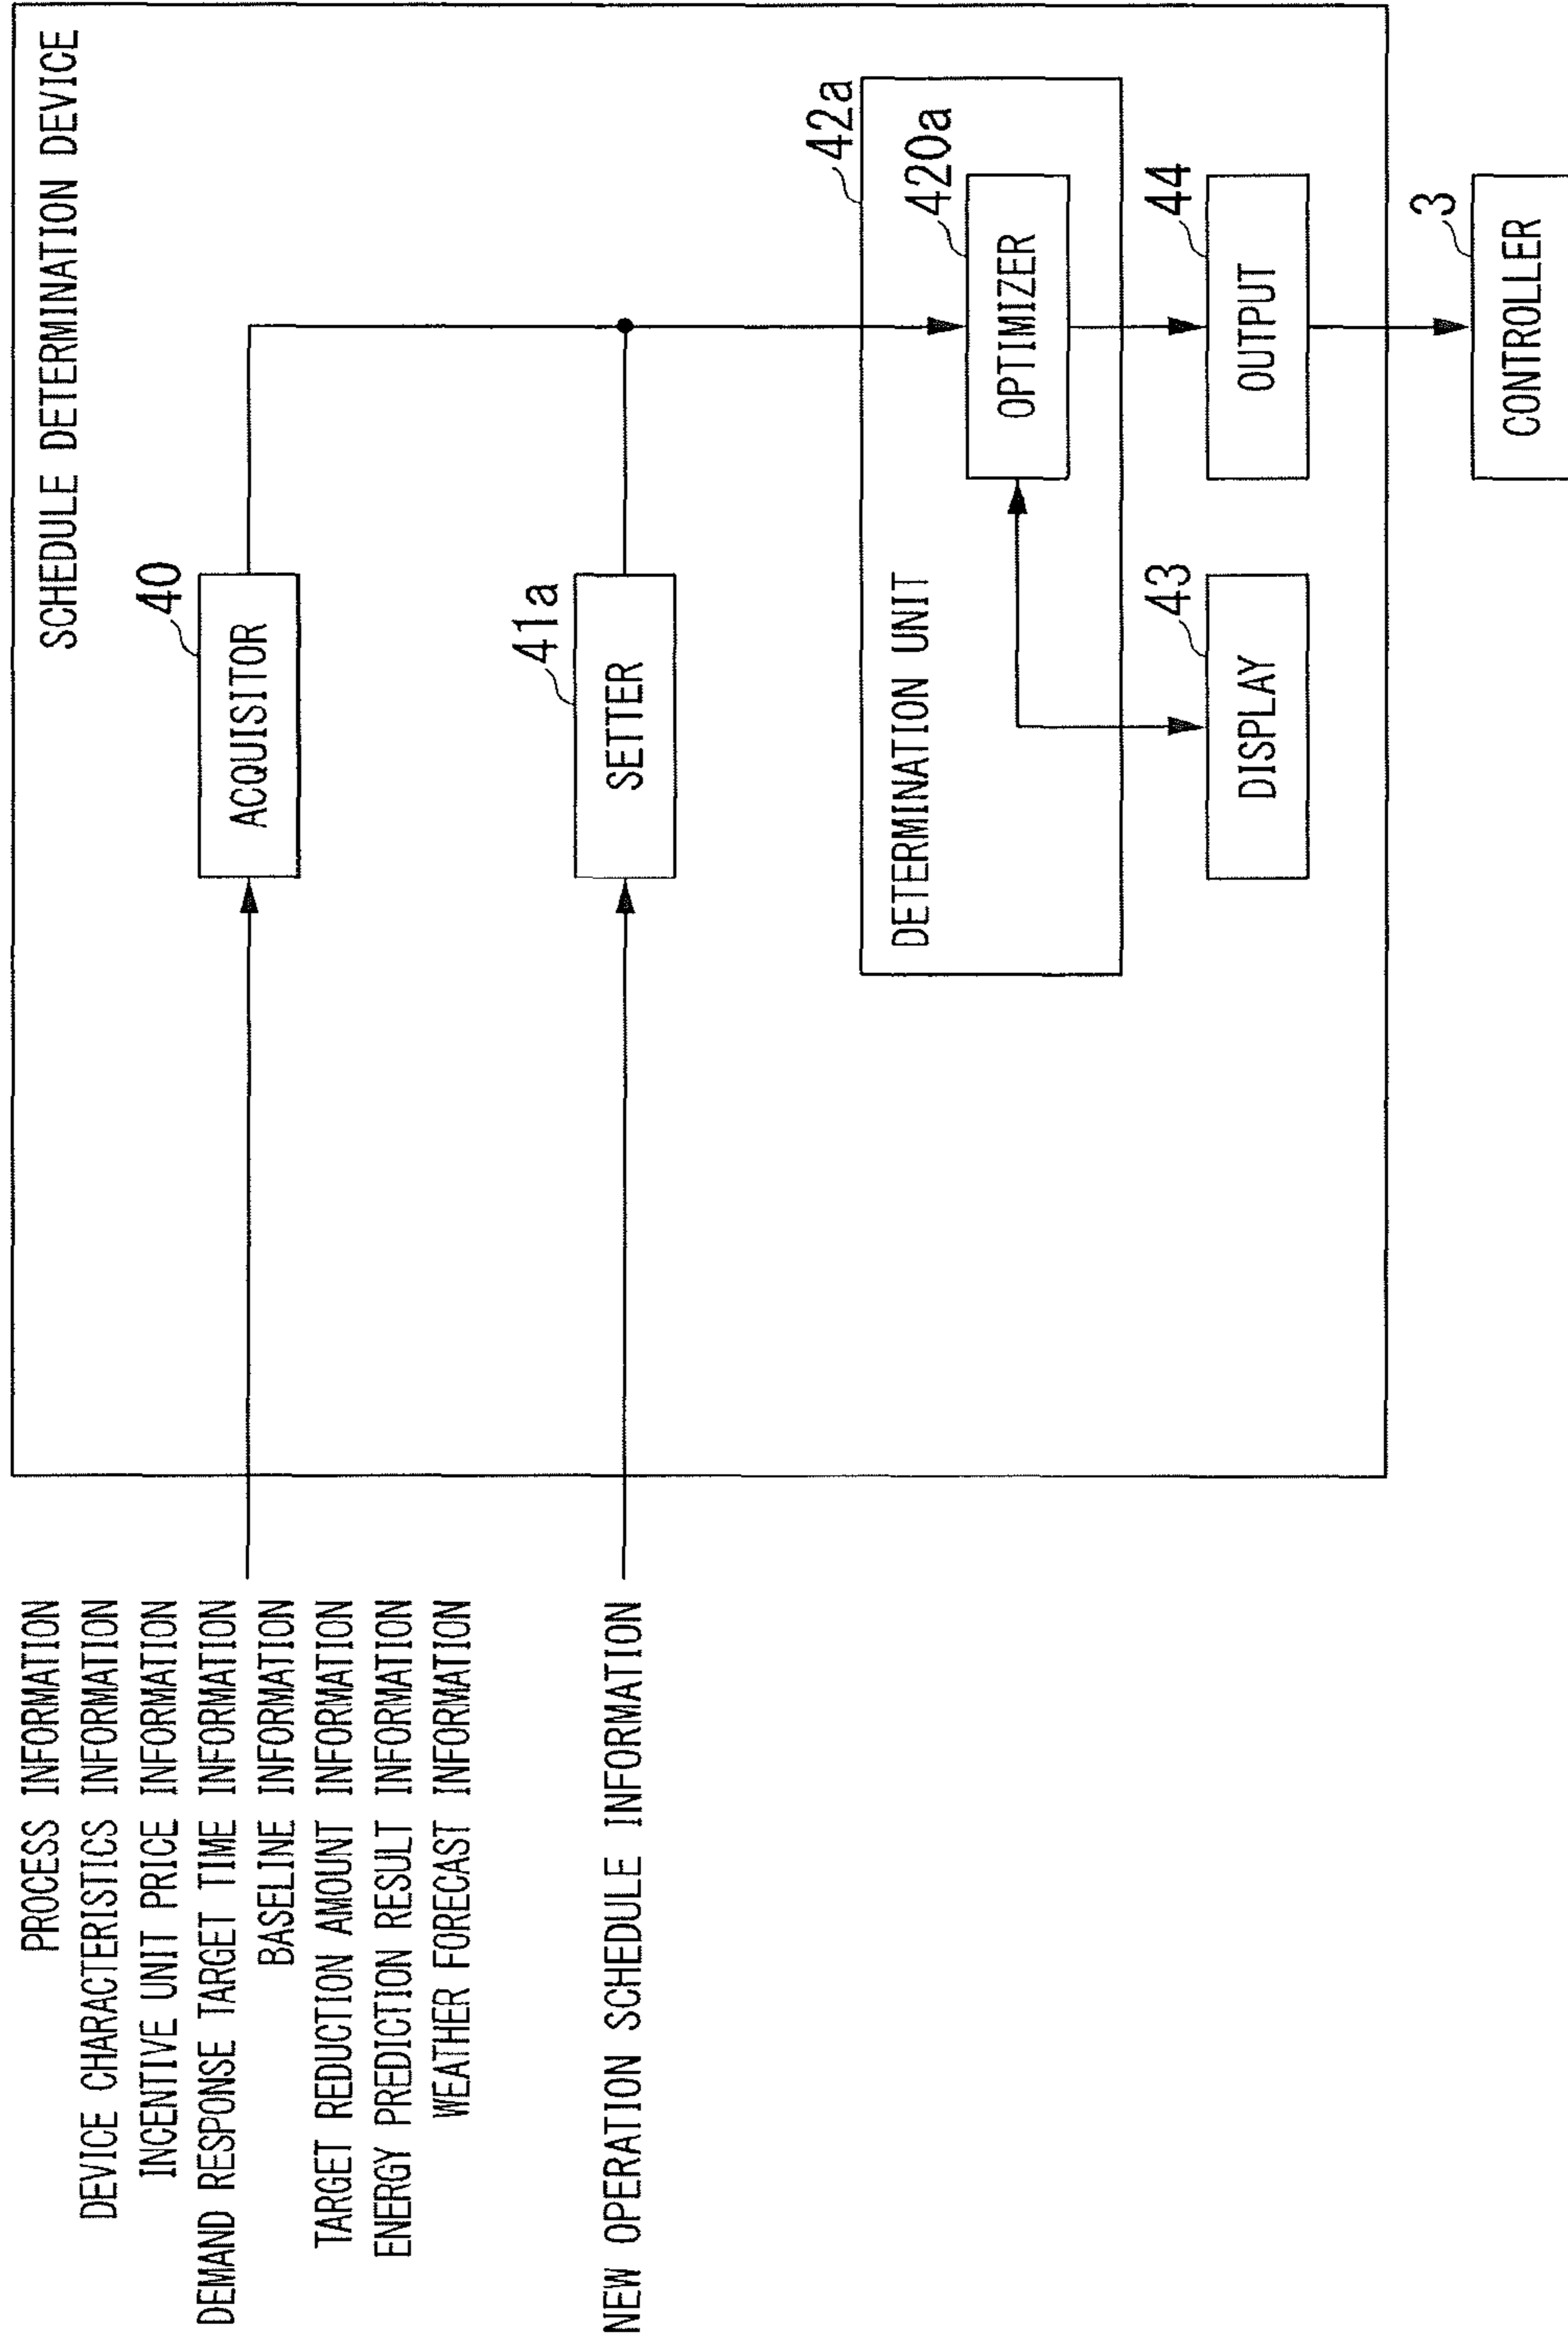 SCHEDULE DETERMINATION DEVICE
PROCESS INFORMATION
DEVICE CHARACTERISTICS INFORMATION
INCENTIVE UNIT PRICE INFORMATION
DEMAND RESPONSE TARGET TIME INFORMATION
BASELINE INFORMATION
TARGET REDUCTION AMOUNT INFORMATION
ENERGY PREDICTION RESULT INFORMATION
WEATHER FORECAST INFORMATION
40
ACQUISITOR
NEW OPERATION SCHEDULE INFORMATION
41a
SETTER
42a
DETERMINATION UNIT
420a
OPTIMIZER
43
DISPLAY
44
OUTPUT
3
CONTROLLER